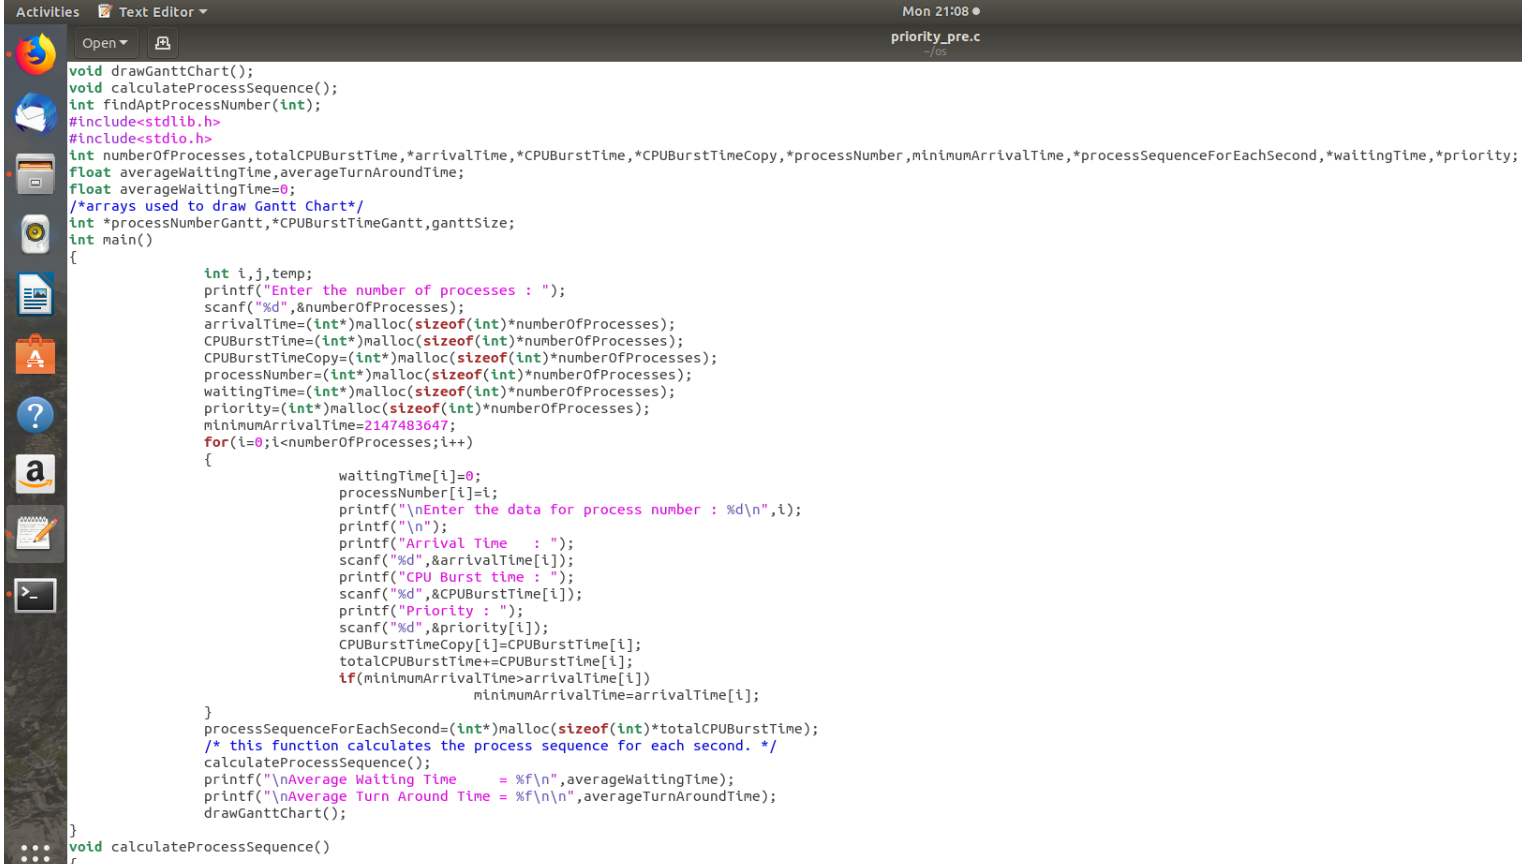 Activities Text Editor Mon 21:08
Open priority_pre.c
~/os
void drawGanttChart();
void calculateProcessSequence();
int findAptProcessNumber(int);
#include<stdlib.h>
#include<stdio.h>
int numberOfProcesses,totalCPUBurstTime,*arrivalTime,*CPUBurstTime,*CPUBurstTimeCopy,*processNumber,minimumArrivalTime,*processSequenceForEachSecond,*waitingTime,*priority;
float averageWaitingTime,averageTurnAroundTime;
float averageWaitingTime=0;
/*arrays used to draw Gantt Chart*/
int *processNumberGantt,*CPUBurstTimeGantt,ganttSize;
int main()
{
int i,j,temp;
printf("Enter the number of processes : ");
scanf("%d",&numberOfProcesses);
arrivalTime=(int*)malloc(sizeof(int)*numberOfProcesses);
CPUBurstTime=(int*)malloc(sizeof(int)*numberOfProcesses);
CPUBurstTimeCopy=(int*)malloc(sizeof(int)*numberOfProcesses);
processNumber=(int*)malloc(sizeof(int)*numberOfProcesses);
waitingTime=(int*)malloc(sizeof(int)*numberOfProcesses);
priority=(int*)malloc(sizeof(int)*numberOfProcesses);
minimumArrivalTime=2147483647;
for(i=0;i<numberOfProcesses;i++)
{
waitingTime[i]=0;
processNumber[i]=i;
printf("\nEnter the data for process number : %d\n",i);
printf("\n");
printf("Arrival Time   : ");
scanf("%d",&arrivalTime[i]);
printf("CPU Burst time : ");
scanf("%d",&CPUBurstTime[i]);
printf("Priority : ");
scanf("%d",&priority[i]);
CPUBurstTimeCopy[i]=CPUBurstTime[i];
totalCPUBurstTime+=CPUBurstTime[i];
if(minimumArrivalTime>arrivalTime[i])
minimumArrivalTime=arrivalTime[i];
}
processSequenceForEachSecond=(int*)malloc(sizeof(int)*totalCPUBurstTime);
/* this function calculates the process sequence for each second. */
calculateProcessSequence();
printf("\nAverage Waiting Time     = %f\n",averageWaitingTime);
printf("\nAverage Turn Around Time = %f\n\n",averageTurnAroundTime);
drawGanttChart();
}
void calculateProcessSequence()
{